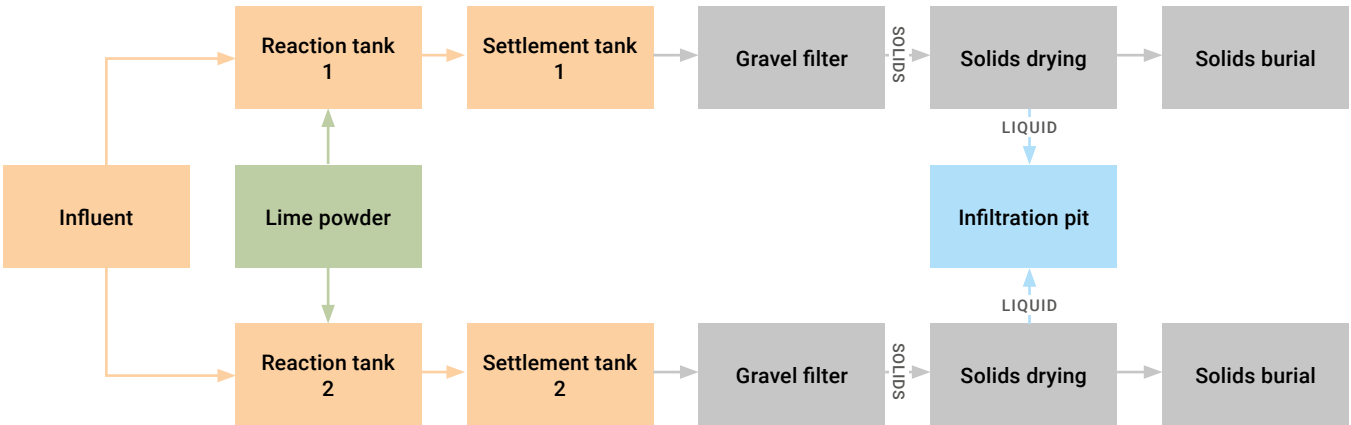 Reaction tank
1
Settlement tank
1
Gravel filter
SOLIDS
Solids drying
Solids burial
LIQUID
Influent
Lime powder
Infiltration pit
LIQUID
Reaction tank
2
Settlement tank
2
Gravel filter
SOLIDS
Solids drying
Solids burial